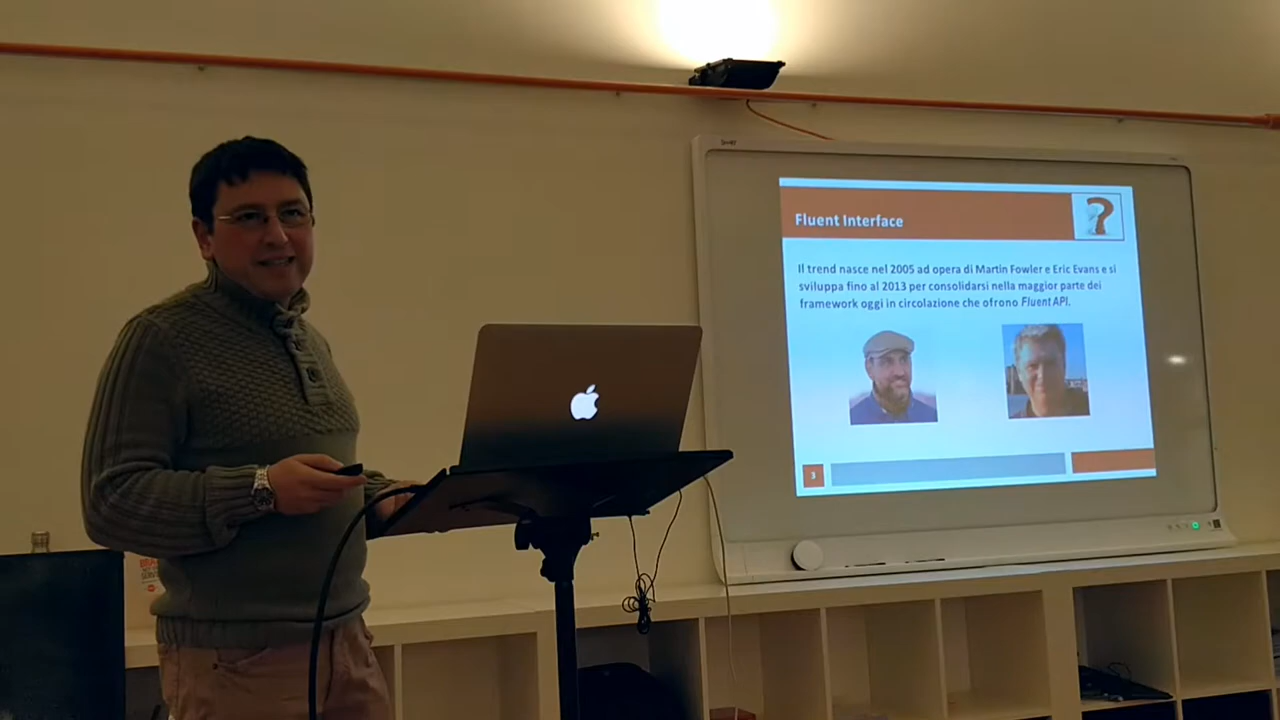 Fluent Interface
Il trend nasce nel 2005 ad opera di Martin Fowler e Eric Evans e si
sviluppa fino al 2013 per consolidarsi nella maggior parte dei
framework oggi in circolazione che ofrono Fluent API.
3